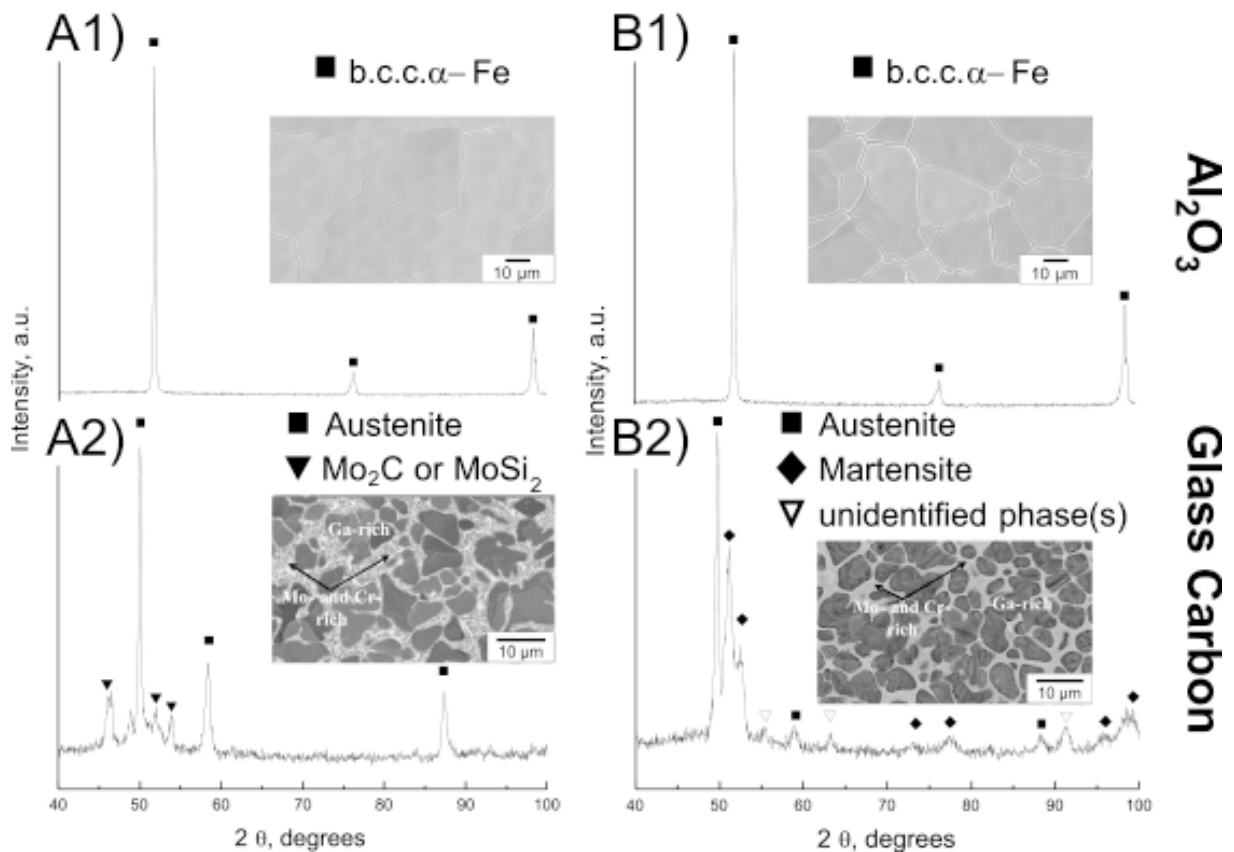 A1)
■ b.c.c.α– Fe
10 µm
Intensity, a.u.
B1)
■ b.c.c.α– Fe
10 µm
Intensity, a.u.
Al₂O₃
A2)
■ Austenite
▼ Mo₂C or MoSi₂
Ga-rich
Mo- and Cr-
rich
10 µm
40 50 60 70 80 90 100
2 θ, degrees
B2)
■ Austenite
◆ Martensite
▽ unidentified phase(s)
Mo- and Cr-
rich
Ga-rich
10 µm
40 50 60 70 80 90 100
2 θ, degrees
Glass Carbon